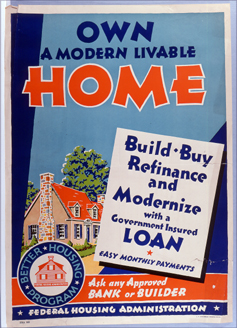 OWN
A MODERN LIVABLE
HOME
Build · Buy
Refinance
and
Modernize
with a
Government Insured
LOAN
EASY MONTHLY PAYMENTS
BETTER HOUSING
PROGRAM
Ask any Approved
BANK or BUILDER
FEDERAL HOUSING ADMINISTRATION